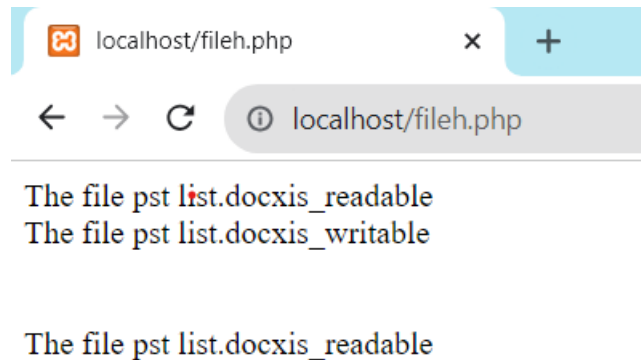 localhost/fileh.php
localhost/fileh.php
The file pst list.docxis_readable
The file pst list.docxis_writable
The file pst list.docxis_readable